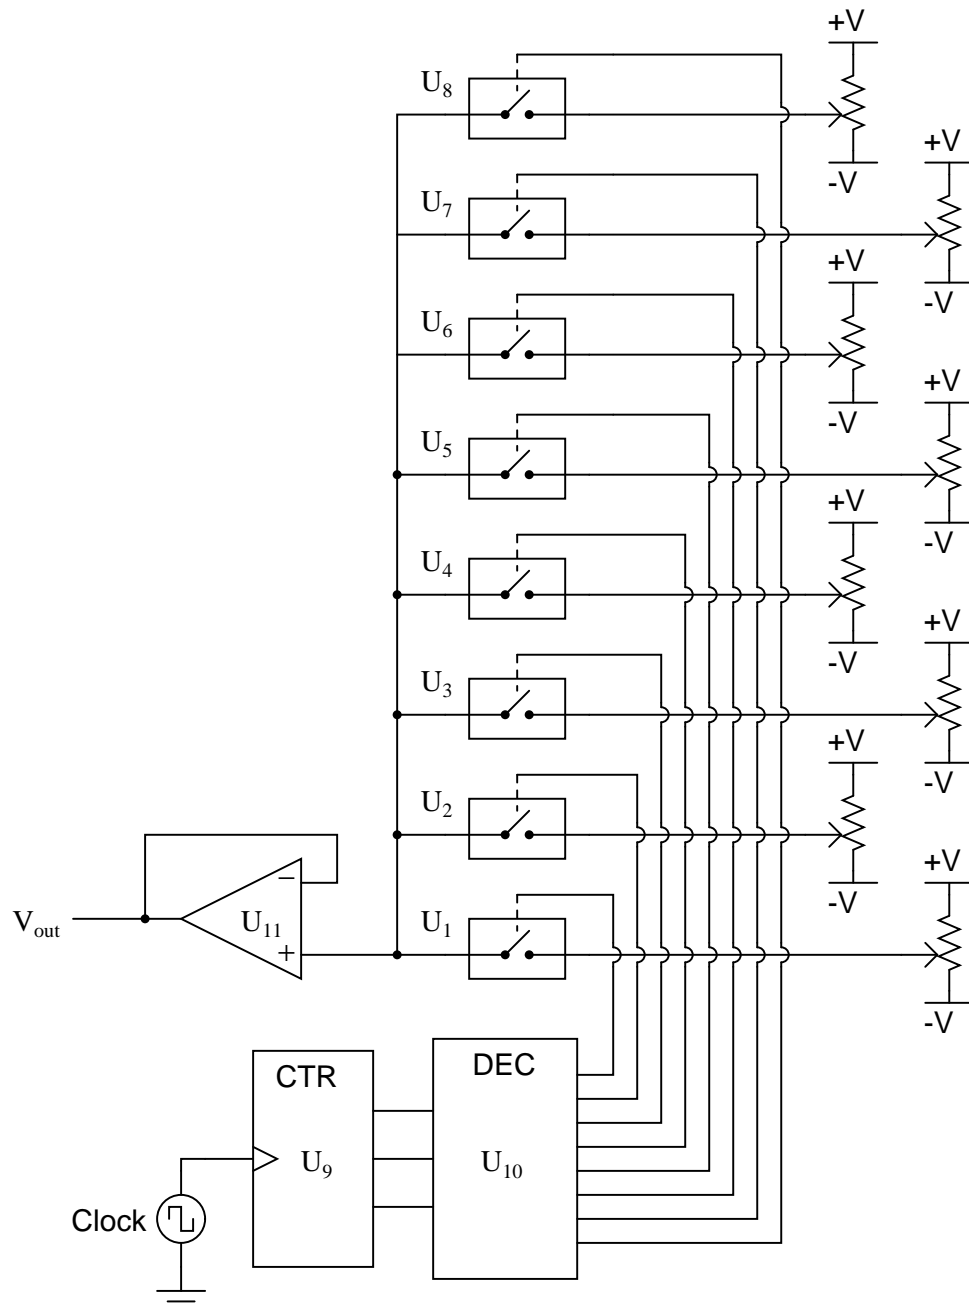 +V
U8
+V
-V
U7
+V
-V
U6
+V
-V
U5
+V
-V
U4
+V
-V
U3
+V
-V
U2
+V
-V
−
Vout
U11
U1
+
-V
CTR
DEC
U9
U10
Clock